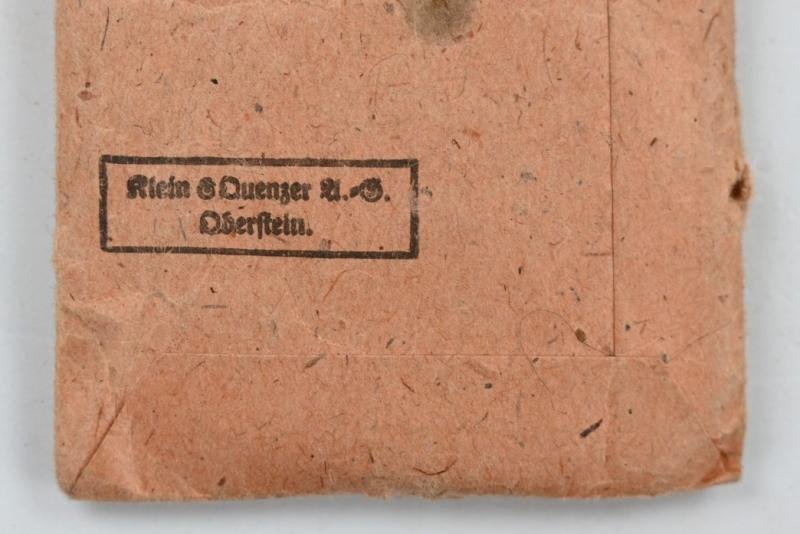 Klein & Quenzer A.-G.
Oberstein.